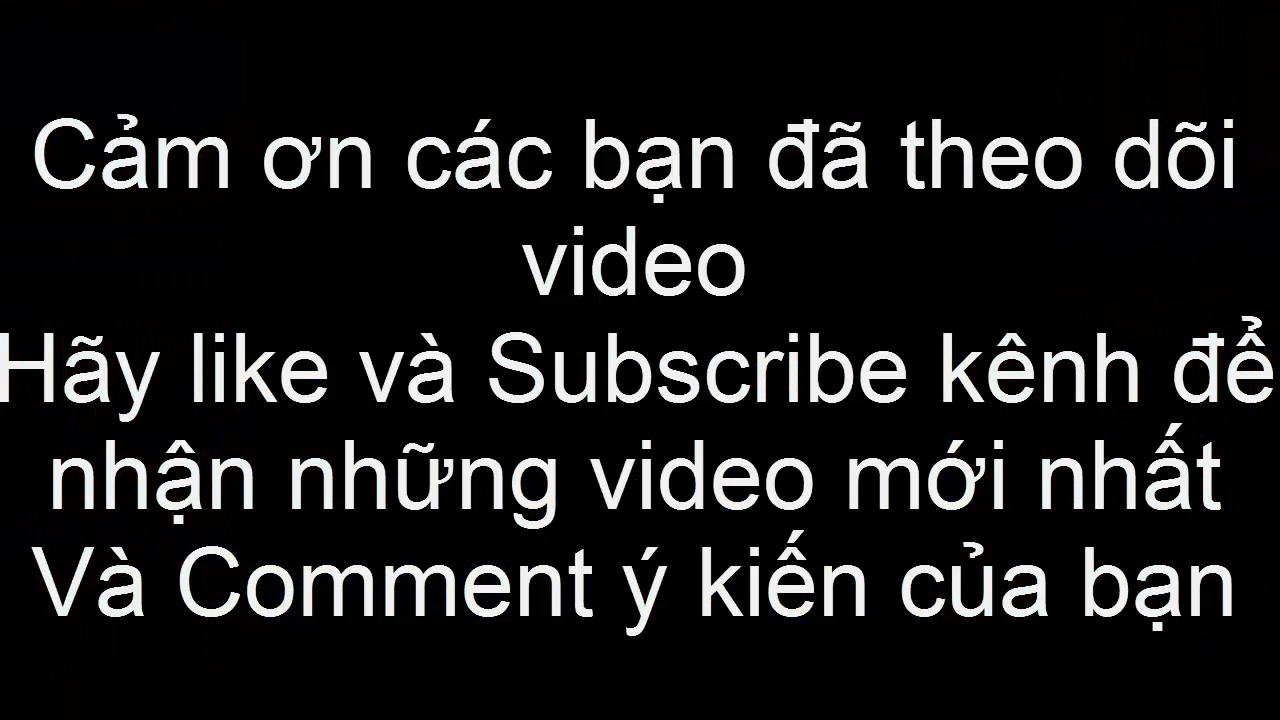 Cảm ơn các bạn đã theo dõi
video
Hãy like và Subscribe kênh để
nhận những video mới nhất
Và Comment ý kiến của bạn